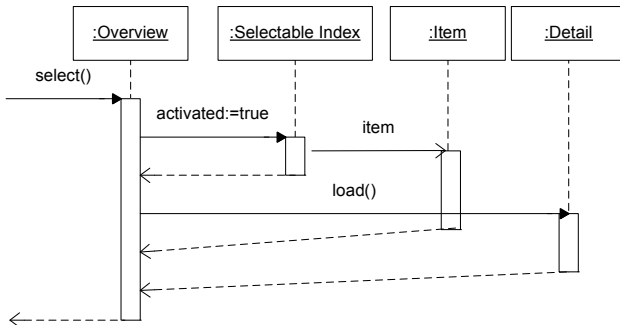 :Overview
:Selectable Index
:Item
:Detail
select()
activated:=true
item
load()